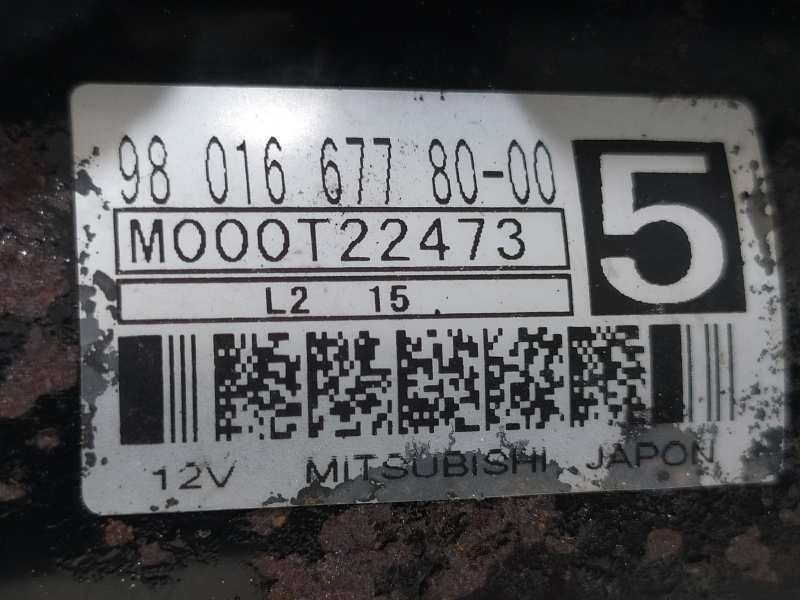 98 016 677 80-00
5
M000T22473
L2 15
12V MITSUBISHI JAPON